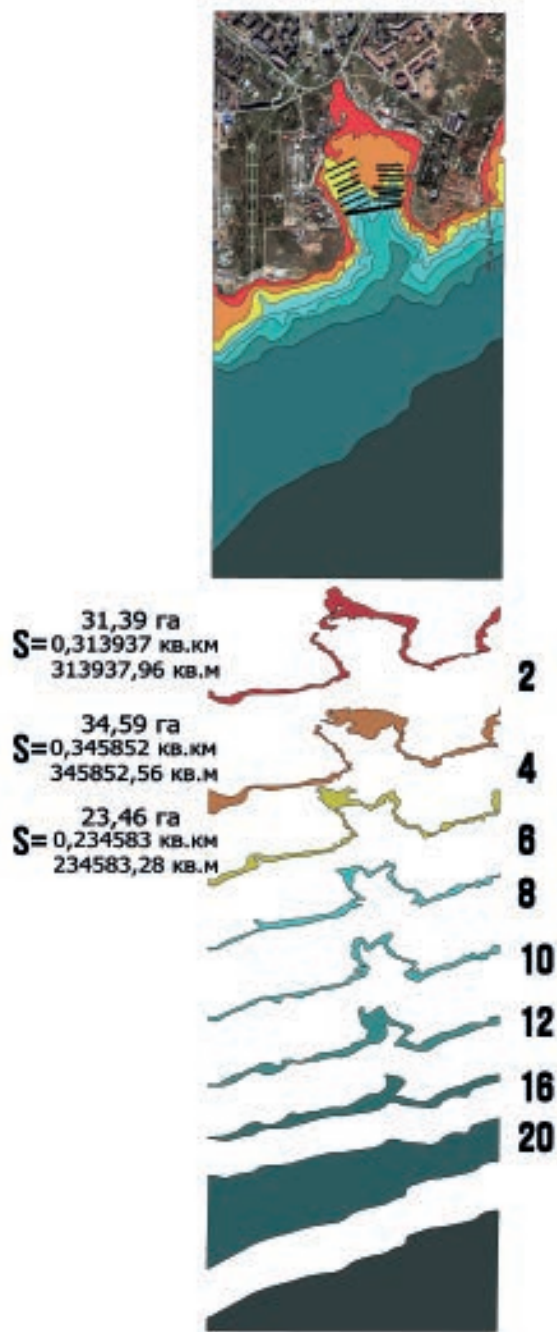 31,39 га
S= 0,313937 кв.км
313937,96 кв.м
2
34,59 га
S= 0,345852 кв.км
345852,56 кв.м
4
23,46 га
S= 0,234583 кв.км
234583,28 кв.м
6
8
10
12
16
20